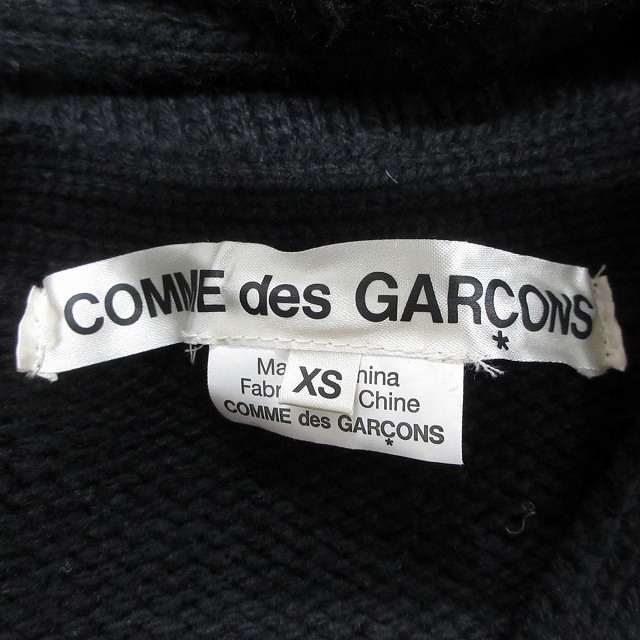 COMME des GARÇONS
*
XS
Ma hina
Fabr Chine
COMME des GARÇONS
*